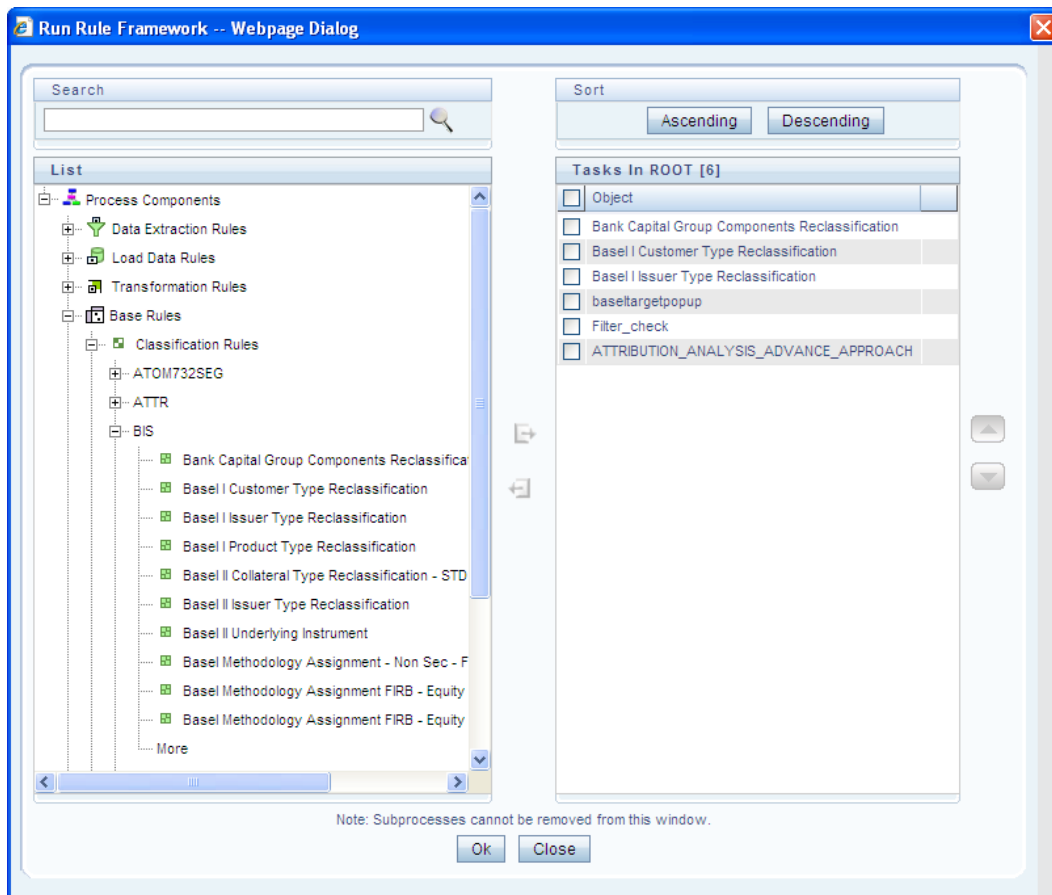 Run Rule Framework -- Webpage Dialog
Search
Sort
Ascending Descending
List
Process Components
Data Extraction Rules
Load Data Rules
Transformation Rules
Base Rules
Classification Rules
ATOM732SEG
ATTR
BIS
Bank Capital Group Components Reclassifica
Basel I Customer Type Reclassification
Basel I Issuer Type Reclassification
Basel I Product Type Reclassification
Basel II Collateral Type Reclassification - STD
Basel II Issuer Type Reclassification
Basel II Underlying Instrument
Basel Methodology Assignment - Non Sec - F
Basel Methodology Assignment FIRB - Equity
Basel Methodology Assignment FIRB - Equity
More
Tasks In ROOT [6]
Object
Bank Capital Group Components Reclassification
Basel I Customer Type Reclassification
Basel I Issuer Type Reclassification
baseltargetpopup
Filter_check
ATTRIBUTION_ANALYSIS_ADVANCE_APPROACH
Note: Subprocesses cannot be removed from this window.
Ok Close